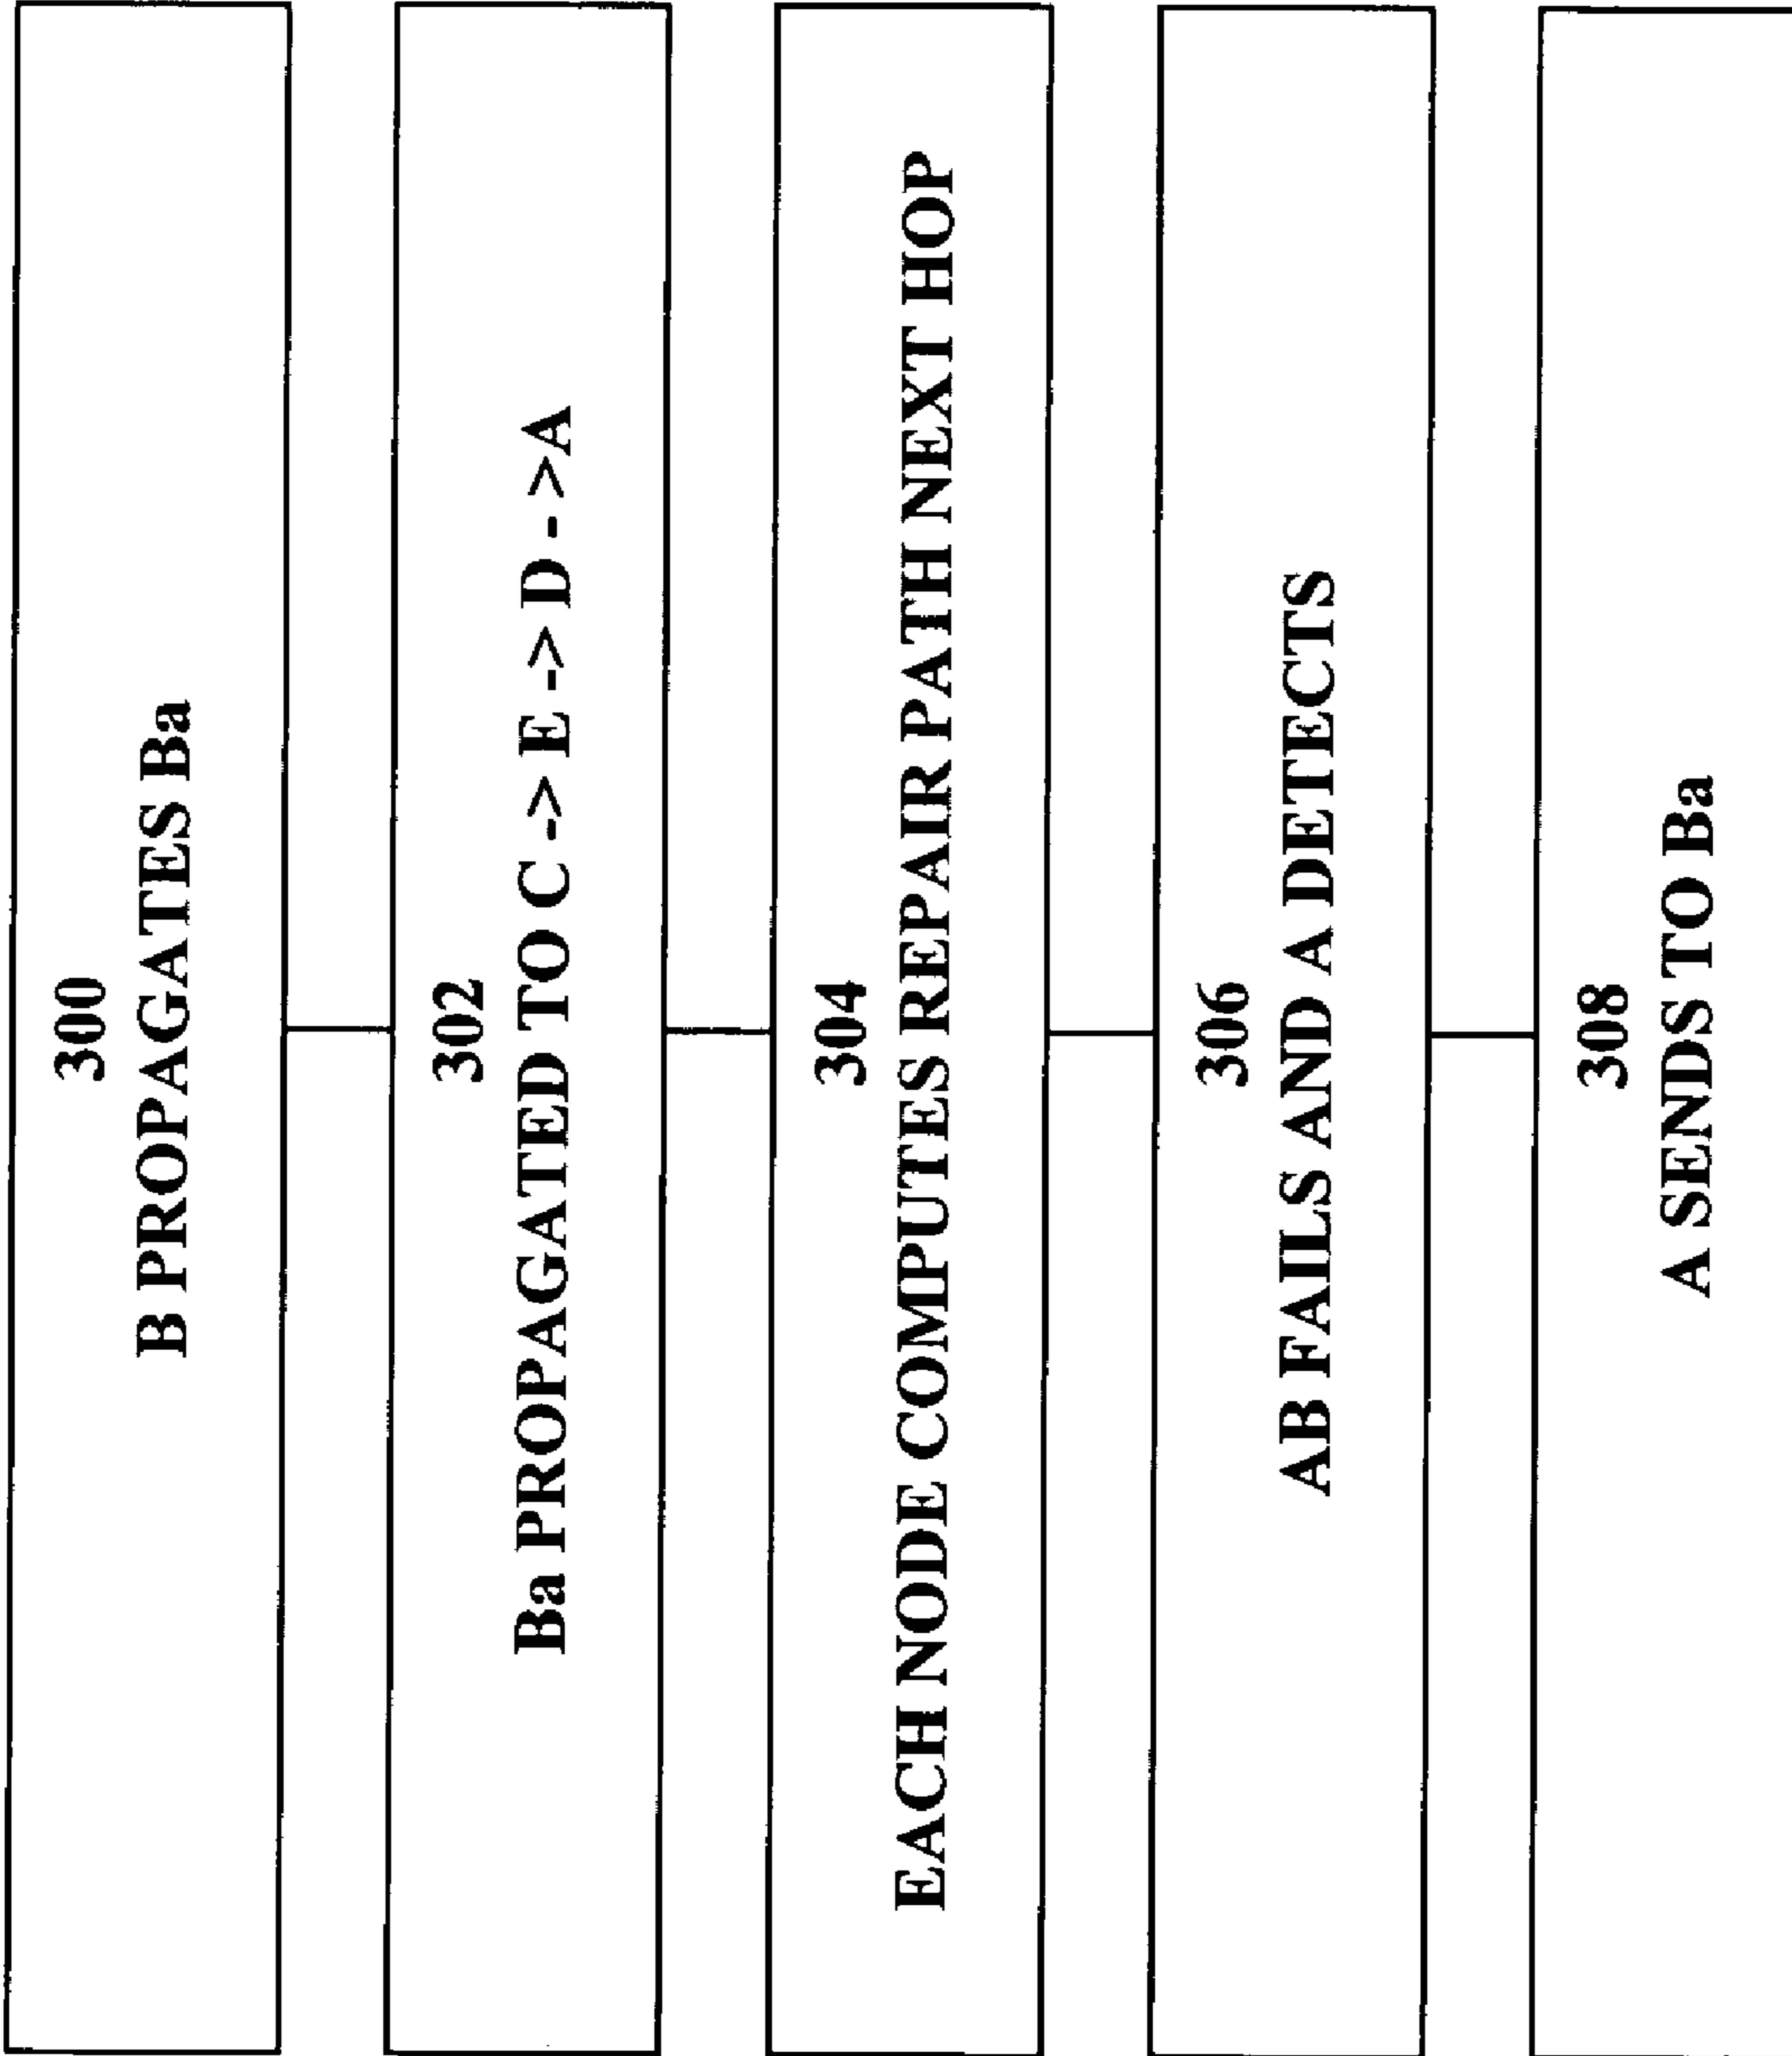 300
B PROPAGATES Ba
302
Ba PROPAGATED TO C -> E -> D - >A
304
EACH NODE COMPUTES REPAIR PATH NEXT HOP
306
AB FAILS AND A DETECTS
308
A SENDS TO Ba